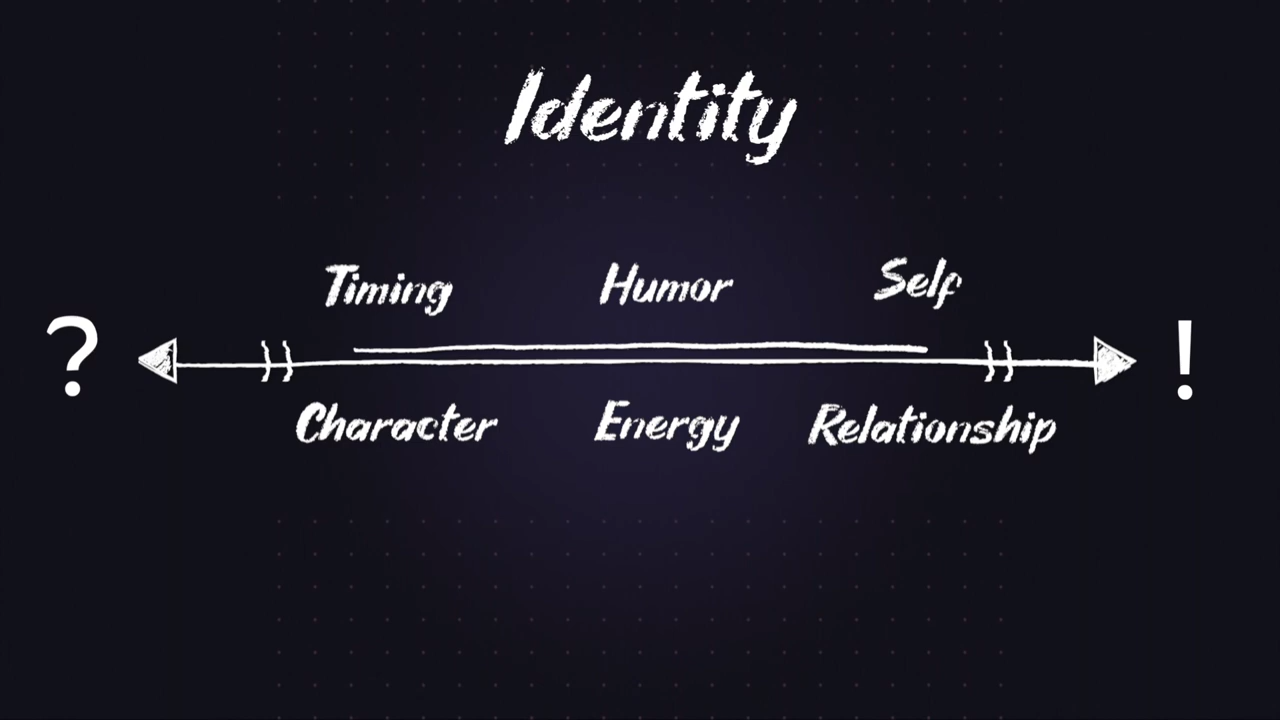 Identity
Timing Humor Self
? !
Character Energy Relationship